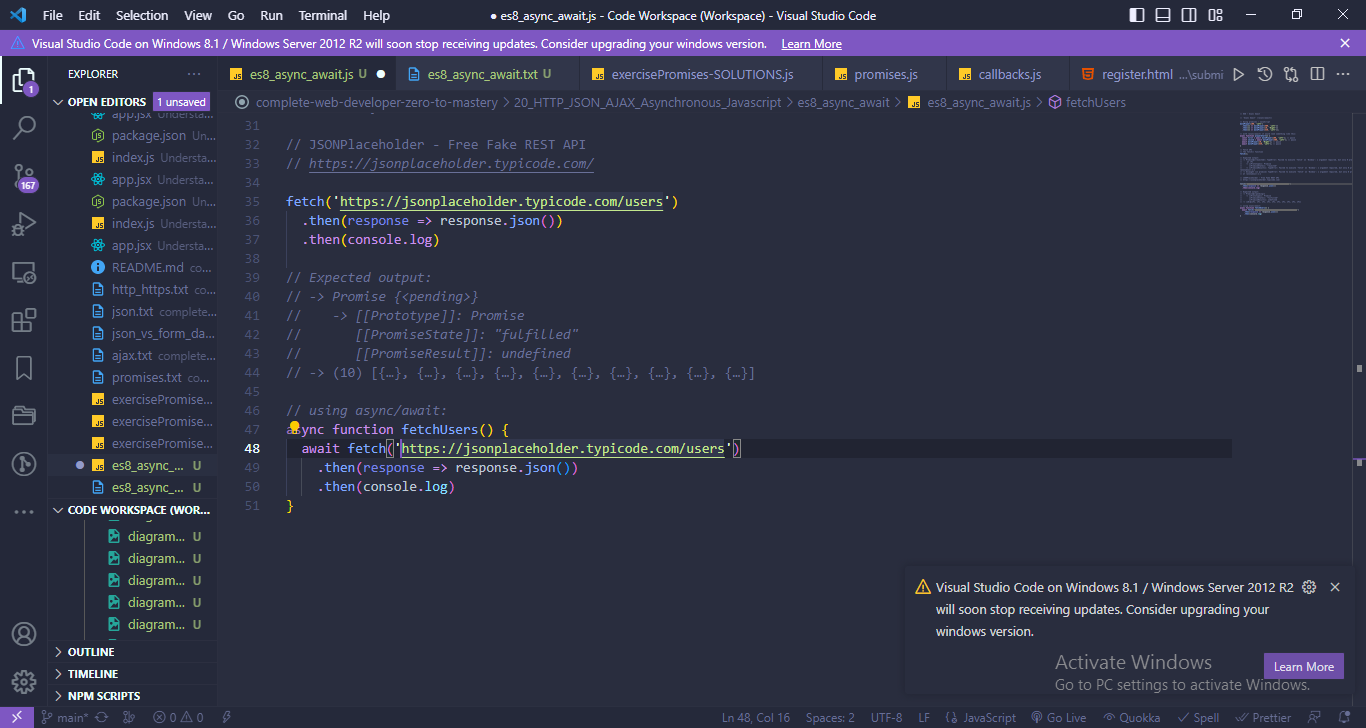 File Edit Selection View Go Run Terminal Help
● es8_async_await.js - Code Workspace (Workspace) - Visual Studio Code
Visual Studio Code on Windows 8.1 / Windows Server 2012 R2 will soon stop receiving updates. Consider upgrading your windows version. Learn More
EXPLORER
es8_async_await.js U ●
es8_async_await.txt U
exercisePromises-SOLUTIONS.js
promises.js
callbacks.js
register.html ...\submi
OPEN EDITORS 1 unsaved
complete-web-developer-zero-to-mastery > 20_HTTP_JSON_AJAX_Asynchronous_Javascript > es8_async_await > es8_async_await.js > fetchUsers
app.jsx Understa...
package.json Un...
index.js Understa...
app.jsx Understa...
package.json Un...
index.js Understa...
app.jsx Understa...
README.md co...
http_https.txt co...
json.txt complete...
json_vs_form_da...
ajax.txt complete...
promises.txt co...
exercisePromise...
exercisePromise...
exercisePromise...
es8_async_... U
es8_async_... U
CODE WORKSPACE (WOR...
diagram... U
diagram... U
diagram... U
diagram... U
diagram... U
OUTLINE
TIMELINE
NPM SCRIPTS
1
167
31
32 // JSONPlaceholder - Free Fake REST API
33 // https://jsonplaceholder.typicode.com/
34
35 fetch('https://jsonplaceholder.typicode.com/users')
36 .then(response => response.json())
37 .then(console.log)
38
39 // Expected output:
40 // -> Promise {<pending>}
41 // -> [[Prototype]]: Promise
42 // [[PromiseState]]: "fulfilled"
43 // [[PromiseResult]]: undefined
44 // -> (10) [{…}, {…}, {…}, {…}, {…}, {…}, {…}, {…}, {…}, {…}]
45
46 // using async/await:
47 async function fetchUsers() {
48 await fetch('https://jsonplaceholder.typicode.com/users')
49 .then(response => response.json())
50 .then(console.log)
51 }
Visual Studio Code on Windows 8.1 / Windows Server 2012 R2
will soon stop receiving updates. Consider upgrading your
windows version.
Learn More
Activate Windows
Go to PC settings to activate Windows.
main* 0 0
Ln 48, Col 16 Spaces: 2 UTF-8 LF JavaScript Go Live Quokka Spell Prettier